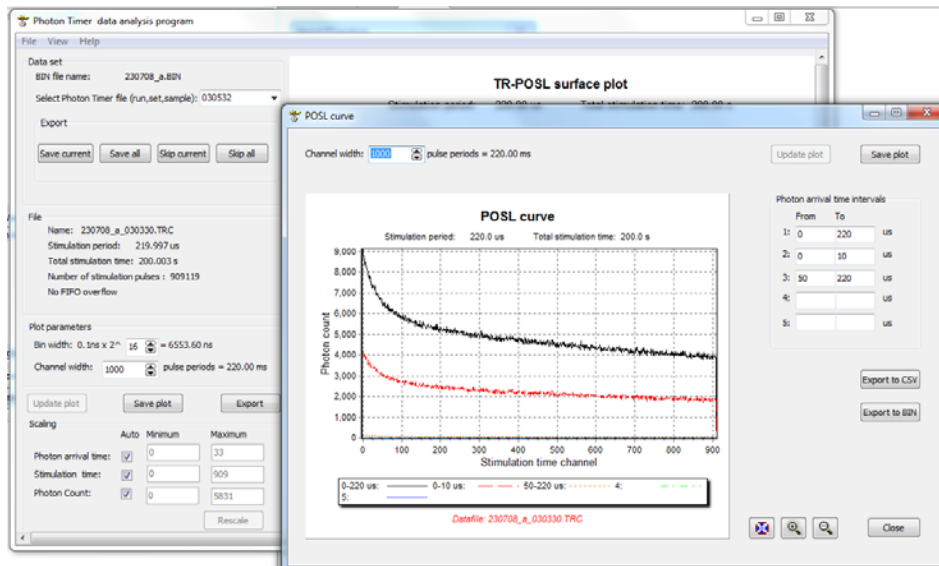 Photon Timer data analysis program
File View Help
Data set
BIN file name: 230708_a.BIN
Select Photon Timer file (run,set,sample): 030532
Export
Save current Save all Skip current Skip all
File
Name: 230708_a_030330.TRC
Stimulation period: 219.997 us
Total stimulation time: 200.003 s
Number of stimulation pulses : 909119
No FIFO overflow
Plot parameters
Bin width: 0.1ns x 2^ 16 = 6553.60 ns
Channel width: 1000 pulse periods = 220.00 ms
Update plot Save plot Export
Scaling
Auto Minimum Maximum
Photon arrival time: 0 33
Stimulation time: 0 909
Photon Count: 0 5831
Rescale
TR-POSL surface plot
POSL curve
Channel width: 1000 pulse periods = 220.00 ms
Update plot Save plot
POSL curve
Stimulation period: 220.0 us Total stimulation time: 200.0 s
Photon count
9,000
8,000
7,000
6,000
5,000
4,000
3,000
2,000
1,000
0
0 100 200 300 400 500 600 700 800 900
Stimulation time channel
0-220 us: 0-10 us: 50-220 us: 4:
5:
Datafile: 230708_a_030330.TRC
Photon arrival time intervals
From To
1: 0 220 us
2: 0 10 us
3: 50 220 us
4: us
5: us
Export to CSV
Export to BIN
Close